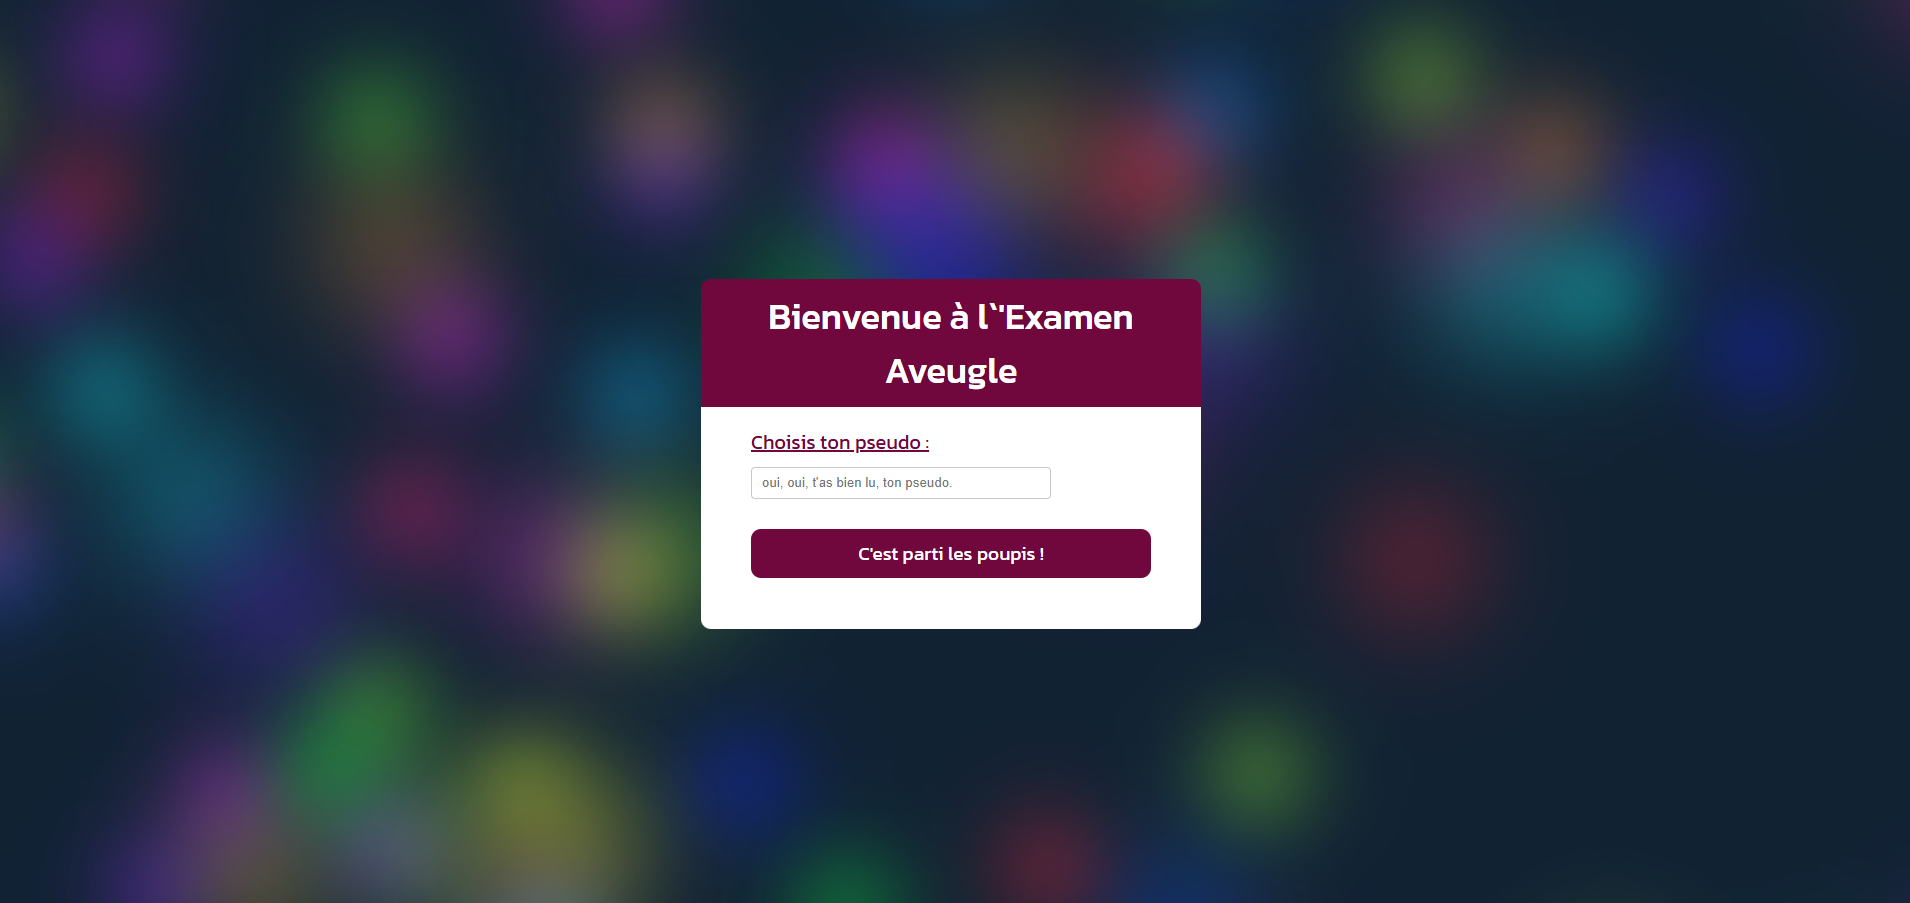 Bienvenue à l`'Examen
Aveugle
Choisis ton pseudo :
oui, oui, t'as bien lu, ton pseudo.
C'est parti les poupis !